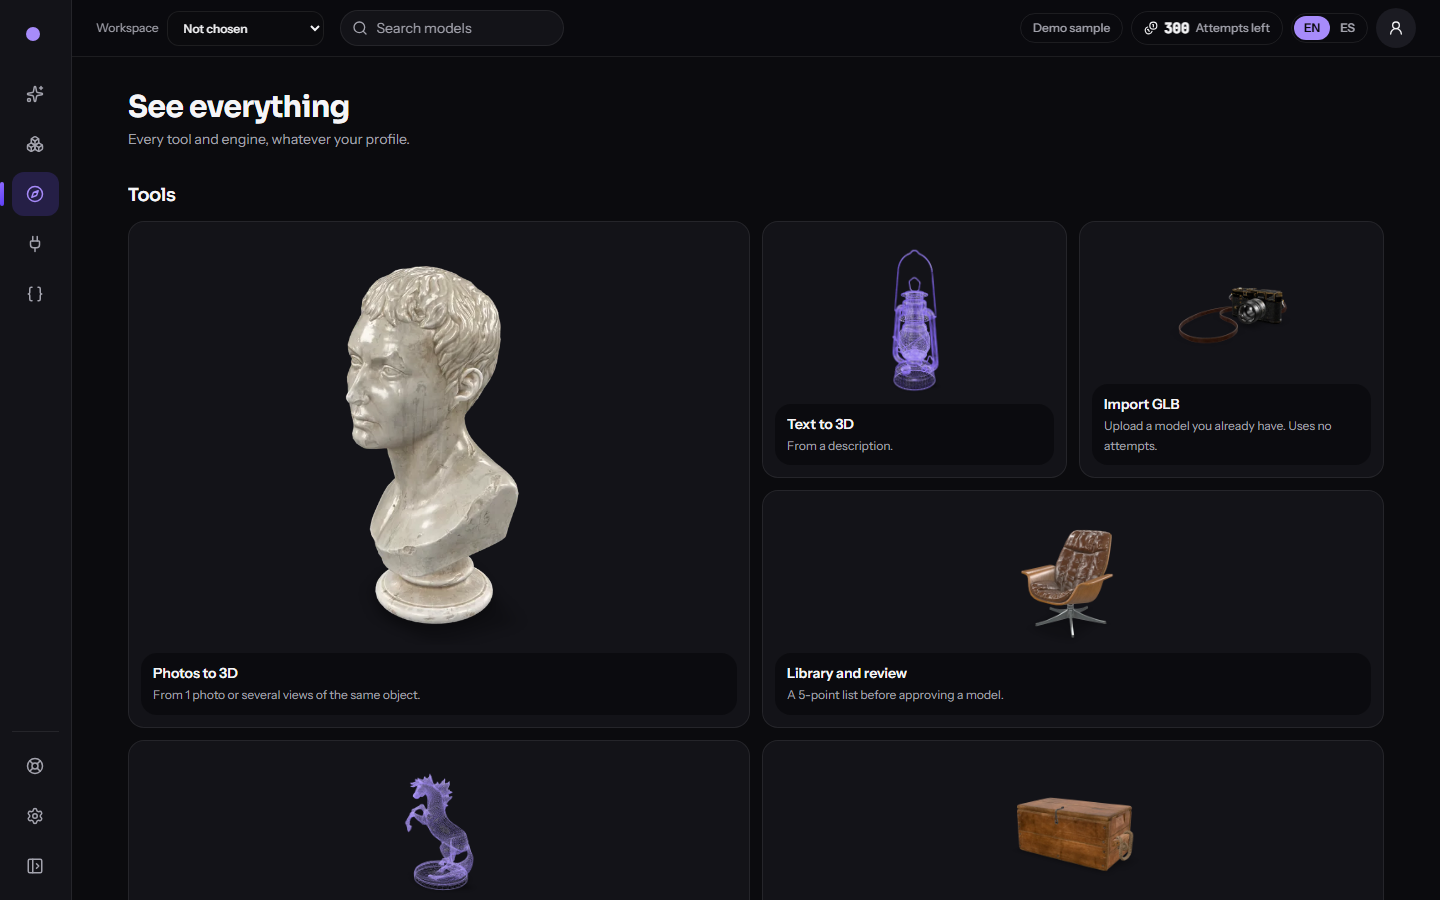 Workspace
Not chosen
Search models
Demo sample
300 Attempts left
EN
ES
See everything
Every tool and engine, whatever your profile.
Tools
Photos to 3D
From 1 photo or several views of the same object.
Text to 3D
From a description.
Import GLB
Upload a model you already have. Uses no
attempts.
Library and review
A 5-point list before approving a model.